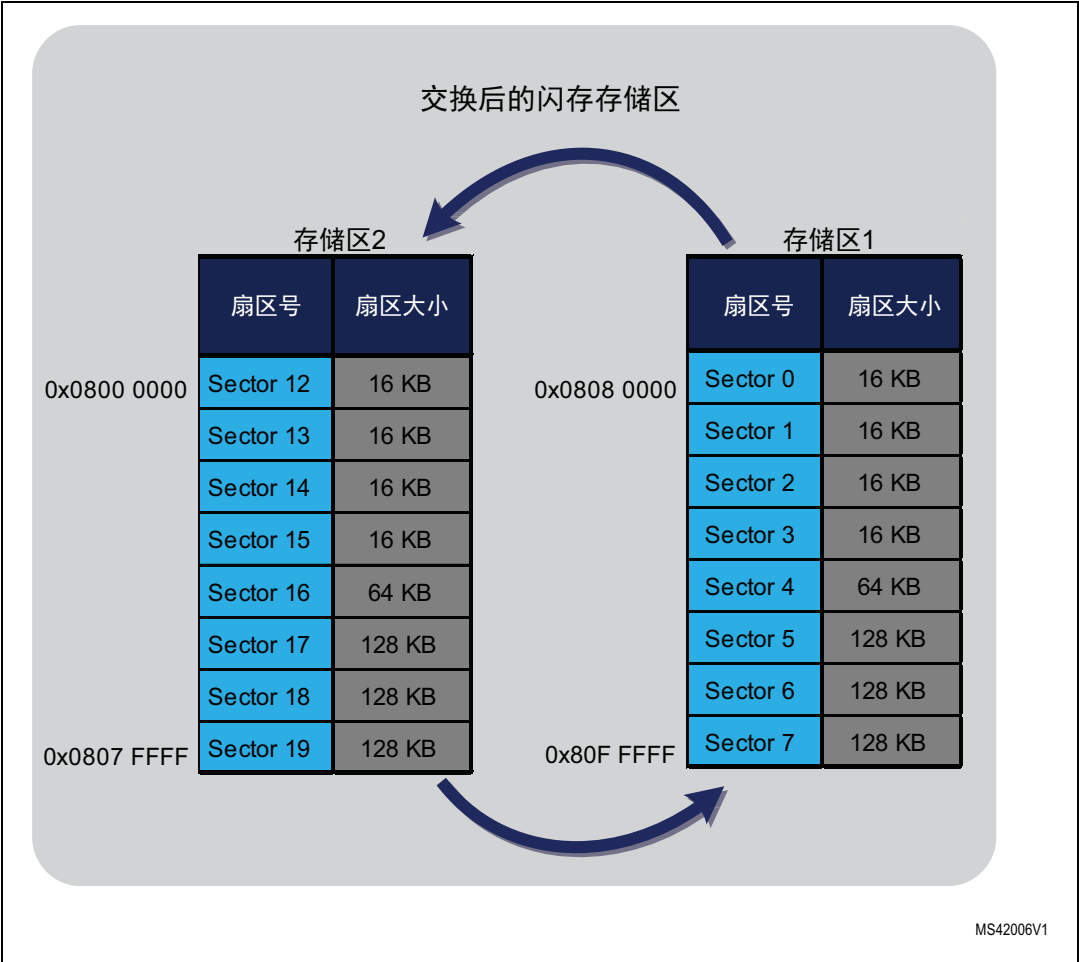 交换后的闪存存储区
存储区2
扇区号 扇区大小
0x0800 0000 Sector 12 16 KB
Sector 13 16 KB
Sector 14 16 KB
Sector 15 16 KB
Sector 16 64 KB
Sector 17 128 KB
Sector 18 128 KB
0x0807 FFFF Sector 19 128 KB
存储区1
扇区号 扇区大小
0x0808 0000 Sector 0 16 KB
Sector 1 16 KB
Sector 2 16 KB
Sector 3 16 KB
Sector 4 64 KB
Sector 5 128 KB
Sector 6 128 KB
0x80F FFFF Sector 7 128 KB
MS42006V1